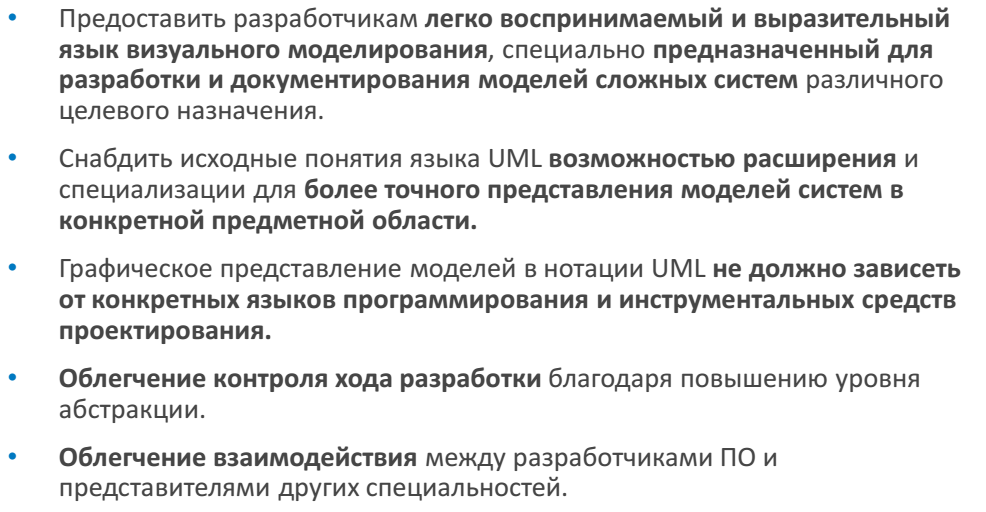 • Предоставить разработчикам легко воспринимаемый и выразительный
язык визуального моделирования, специально предназначенный для
разработки и документирования моделей сложных систем различного
целевого назначения.
• Снабдить исходные понятия языка UML возможностью расширения и
специализации для более точного представления моделей систем в
конкретной предметной области.
• Графическое представление моделей в нотации UML не должно зависеть
от конкретных языков программирования и инструментальных средств
проектирования.
• Облегчение контроля хода разработки благодаря повышению уровня
абстракции.
• Облегчение взаимодействия между разработчиками ПО и
представителями других специальностей.